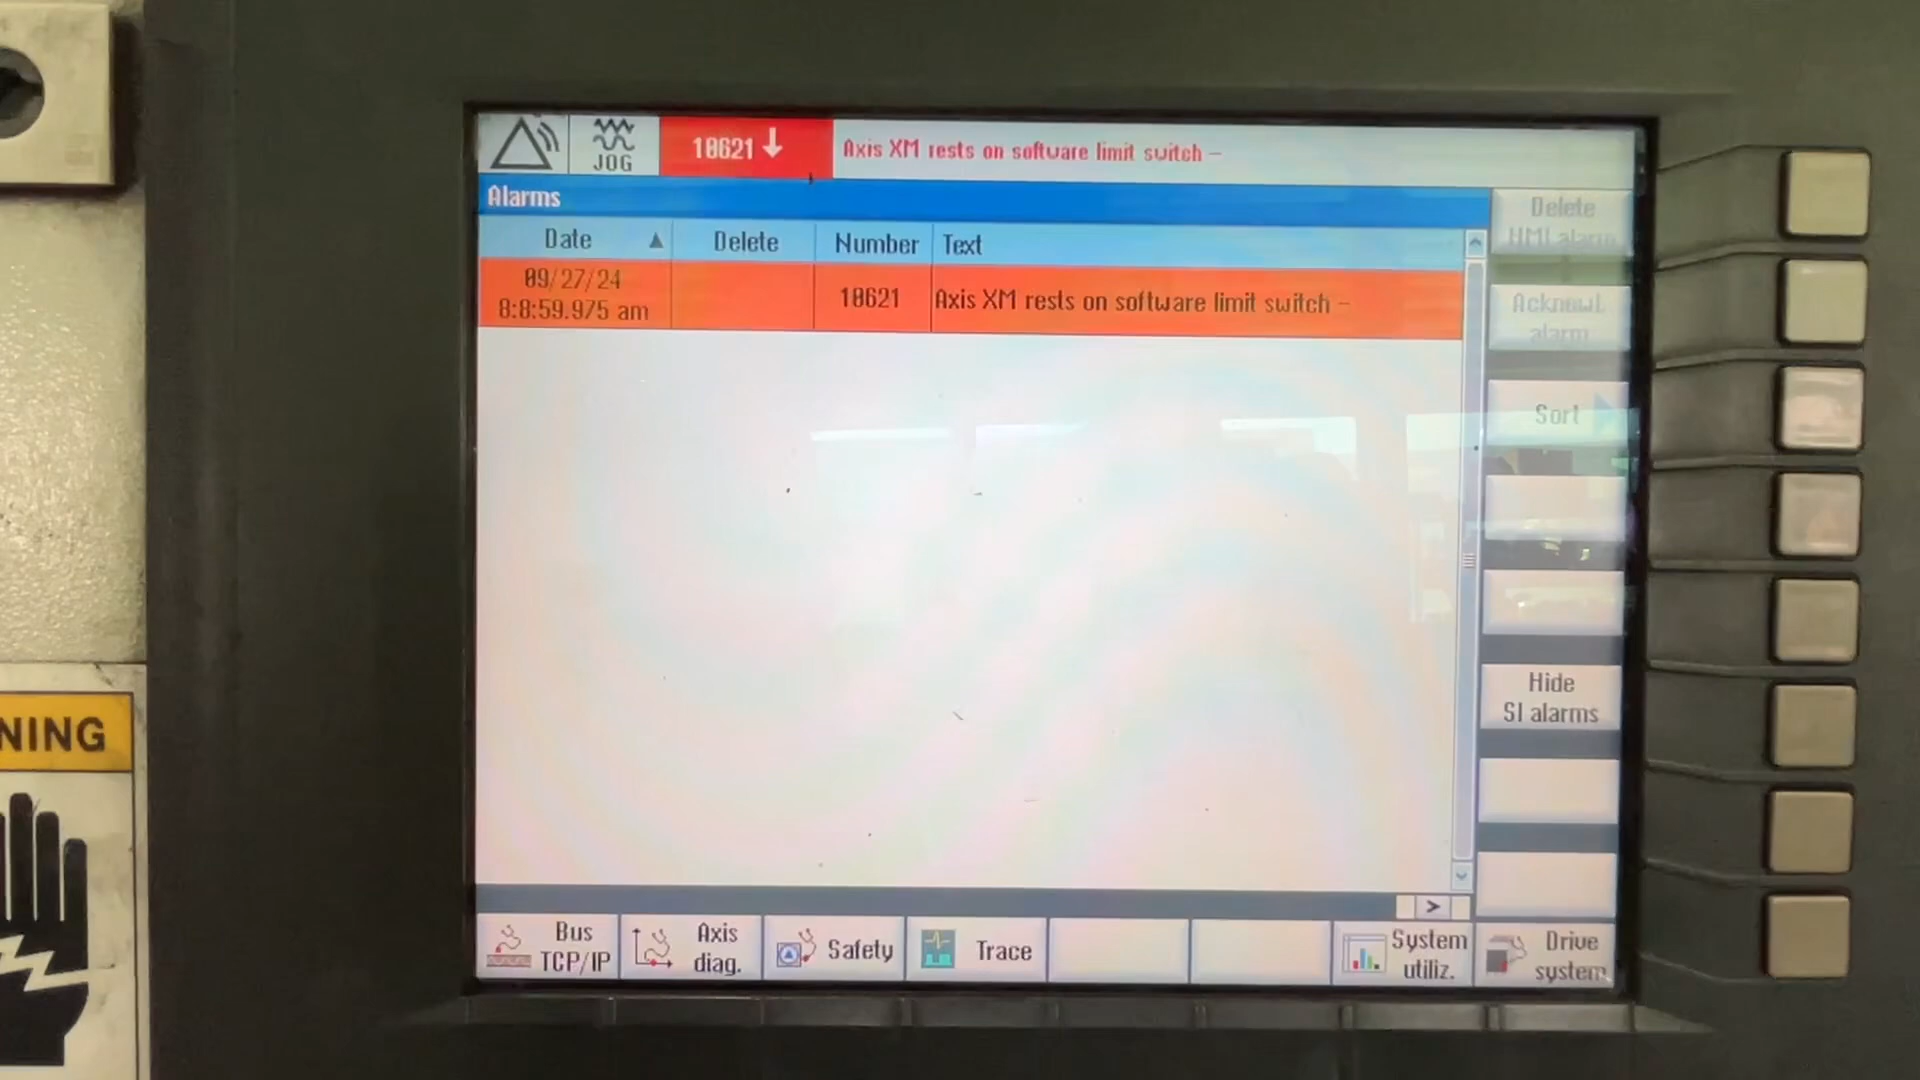 JOG
10621
Axis XM rests on software limit switch –
Alarms
Date
Delete
Number
Text
09/27/24
8:8:59.975 am
10621
Axis XM rests on software limit switch –
Delete
HMI alarm
Acknowl.
alarm
Sort
Hide
SI alarms
>
Bus
TCP/IP
Axis
diag.
Safety
Trace
System
utiliz.
Drive
system
NING